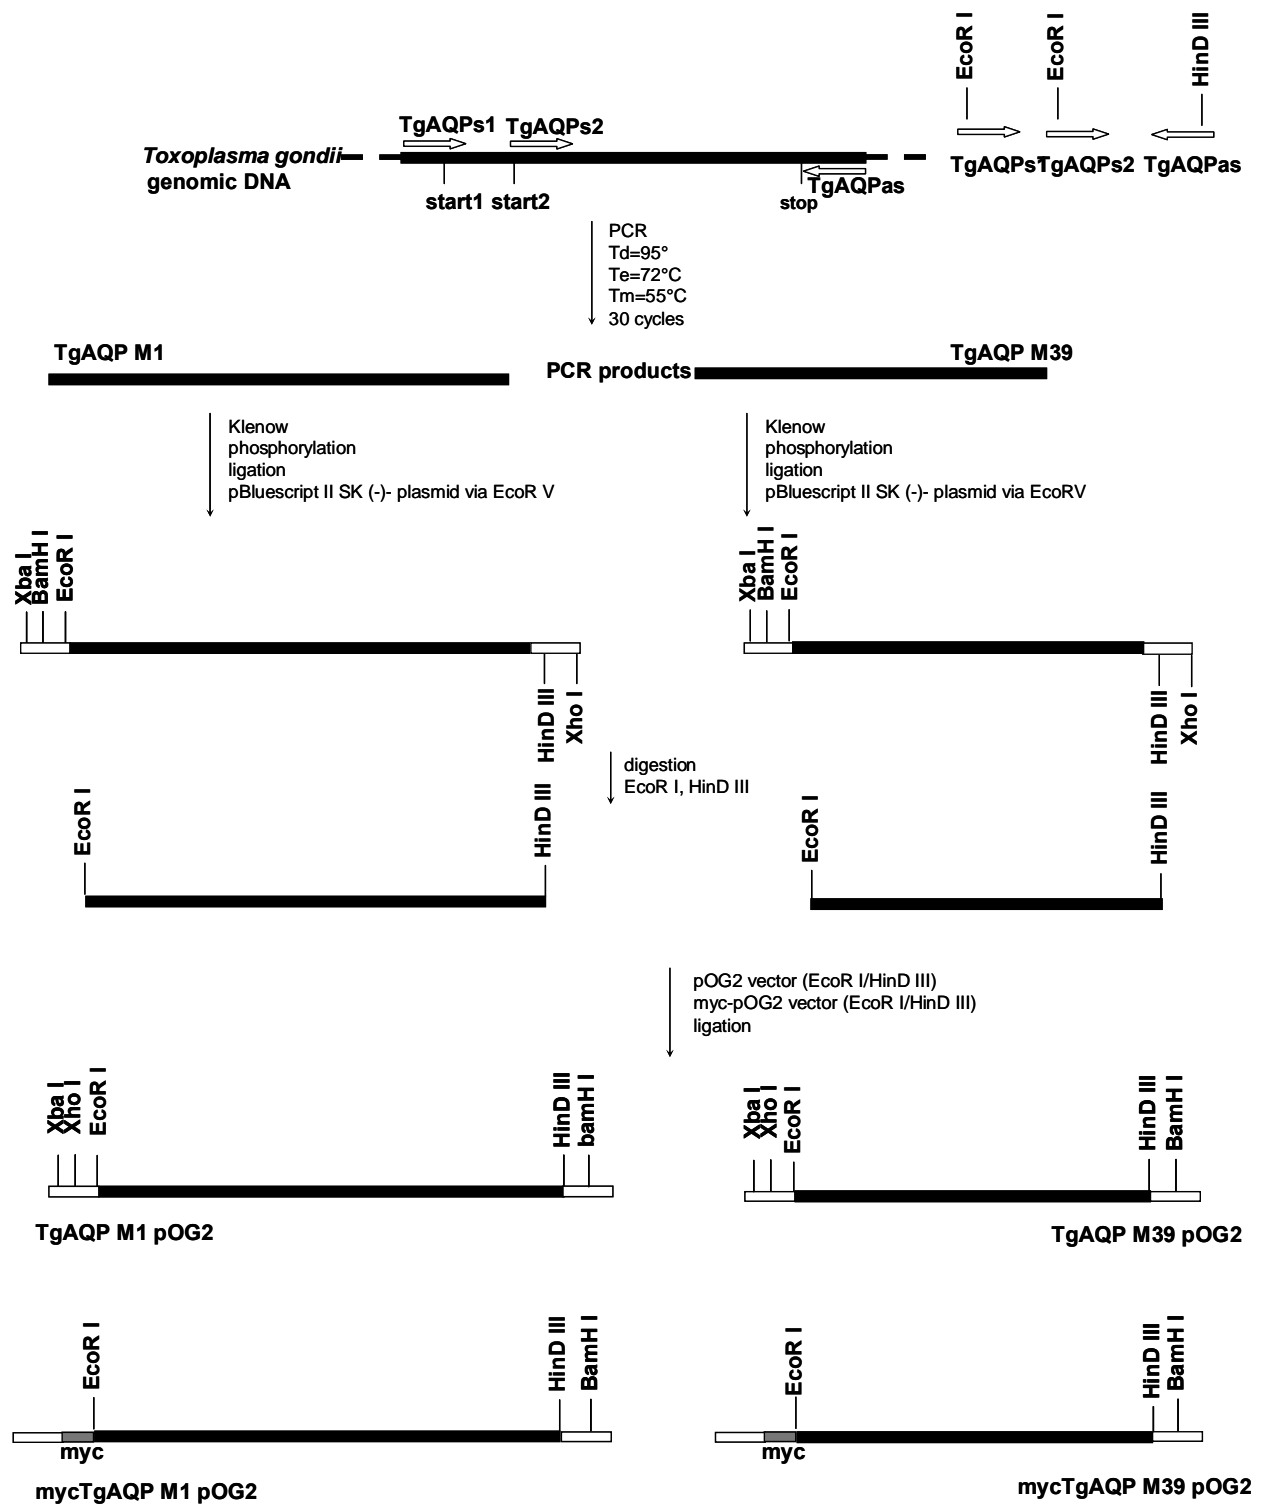 EcoR I
EcoR I
HinD III
TgAQPs1
TgAQPs2
Toxoplasma gondii
genomic DNA
TgAQPs1
TgAQPs2
TgAQPas
TgAQPas
start1 start2
stop
PCR
Td=95°
Te=72°C
Tm=55°C
30 cycles
TgAQP M1
PCR products
TgAQP M39
Klenow
phosphorylation
ligation
pBluescript II SK (-)- plasmid via EcoR V
Klenow
phosphorylation
ligation
pBluescript II SK (-)- plasmid via EcoRV
Xba I
BamH I
EcoR I
HinD III
Xho I
Xba I
BamH I
EcoR I
HinD III
Xho I
digestion
EcoR I, HinD III
EcoR I
HinD III
EcoR I
HinD III
pOG2 vector (EcoR I/HinD III)
myc-pOG2 vector (EcoR I/HinD III)
ligation
Xba I
Xho I
EcoR I
HinD III
bamH I
Xba I
Xho I
EcoR I
HinD III
BamH I
TgAQP M1 pOG2
TgAQP M39 pOG2
EcoR I
HinD III
BamH I
EcoR I
HinD III
BamH I
myc
myc
mycTgAQP M1 pOG2
mycTgAQP M39 pOG2